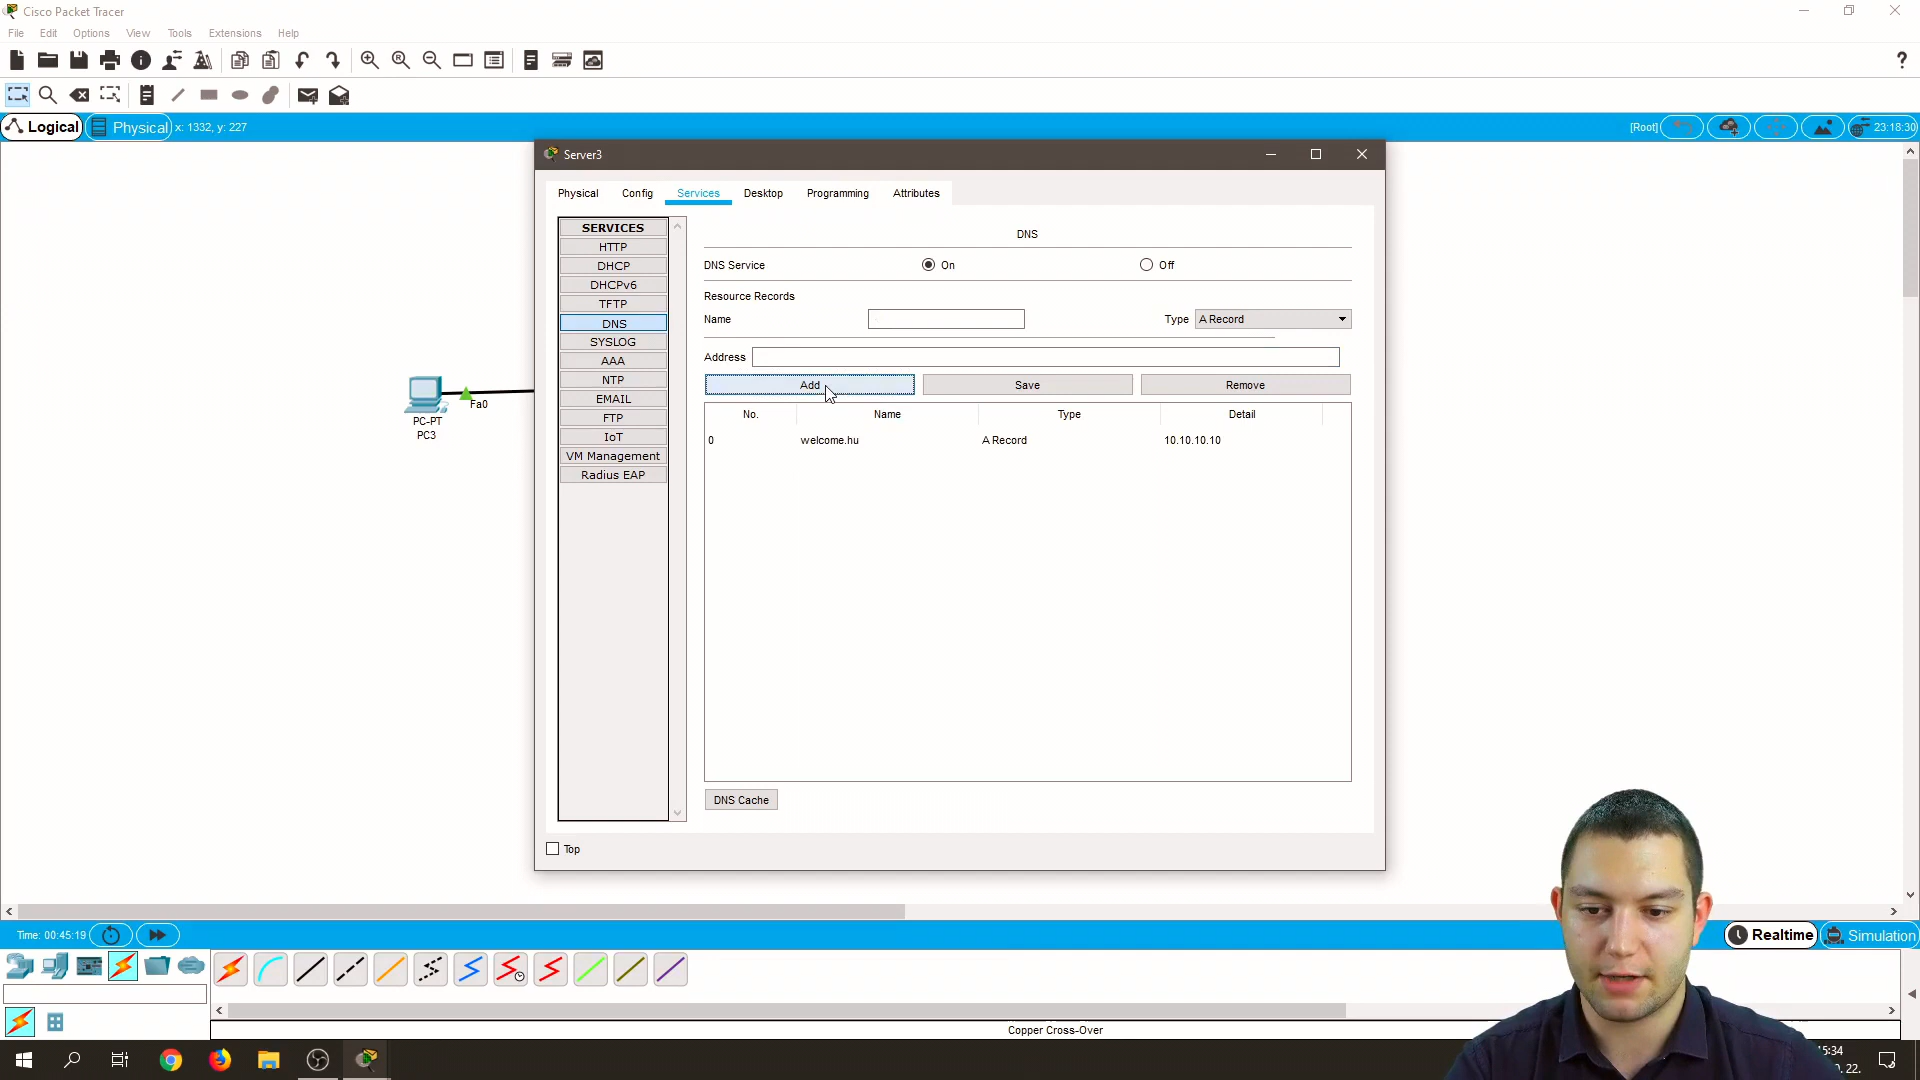 Cisco Packet Tracer
File Edit Options View Tools Extensions Help
Logical Physical x: 1332, y: 227 [Root] 23:18:30
Server3
Physical Config Services Desktop Programming Attributes
SERVICES
HTTP
DHCP
DHCPv6
TFTP
DNS
SYSLOG
AAA
NTP
EMAIL
FTP
IoT
VM Management
Radius EAP
DNS
DNS Service On Off
Resource Records
Name Type A Record
Address
Add Save Remove
No. Name Type Detail
0 welcome.hu A Record 10.10.10.10
DNS Cache
Top
Fa0
PC-PT
PC3
Time: 00:45:19 Realtime Simulation
Copper Cross-Over
5:34
22.